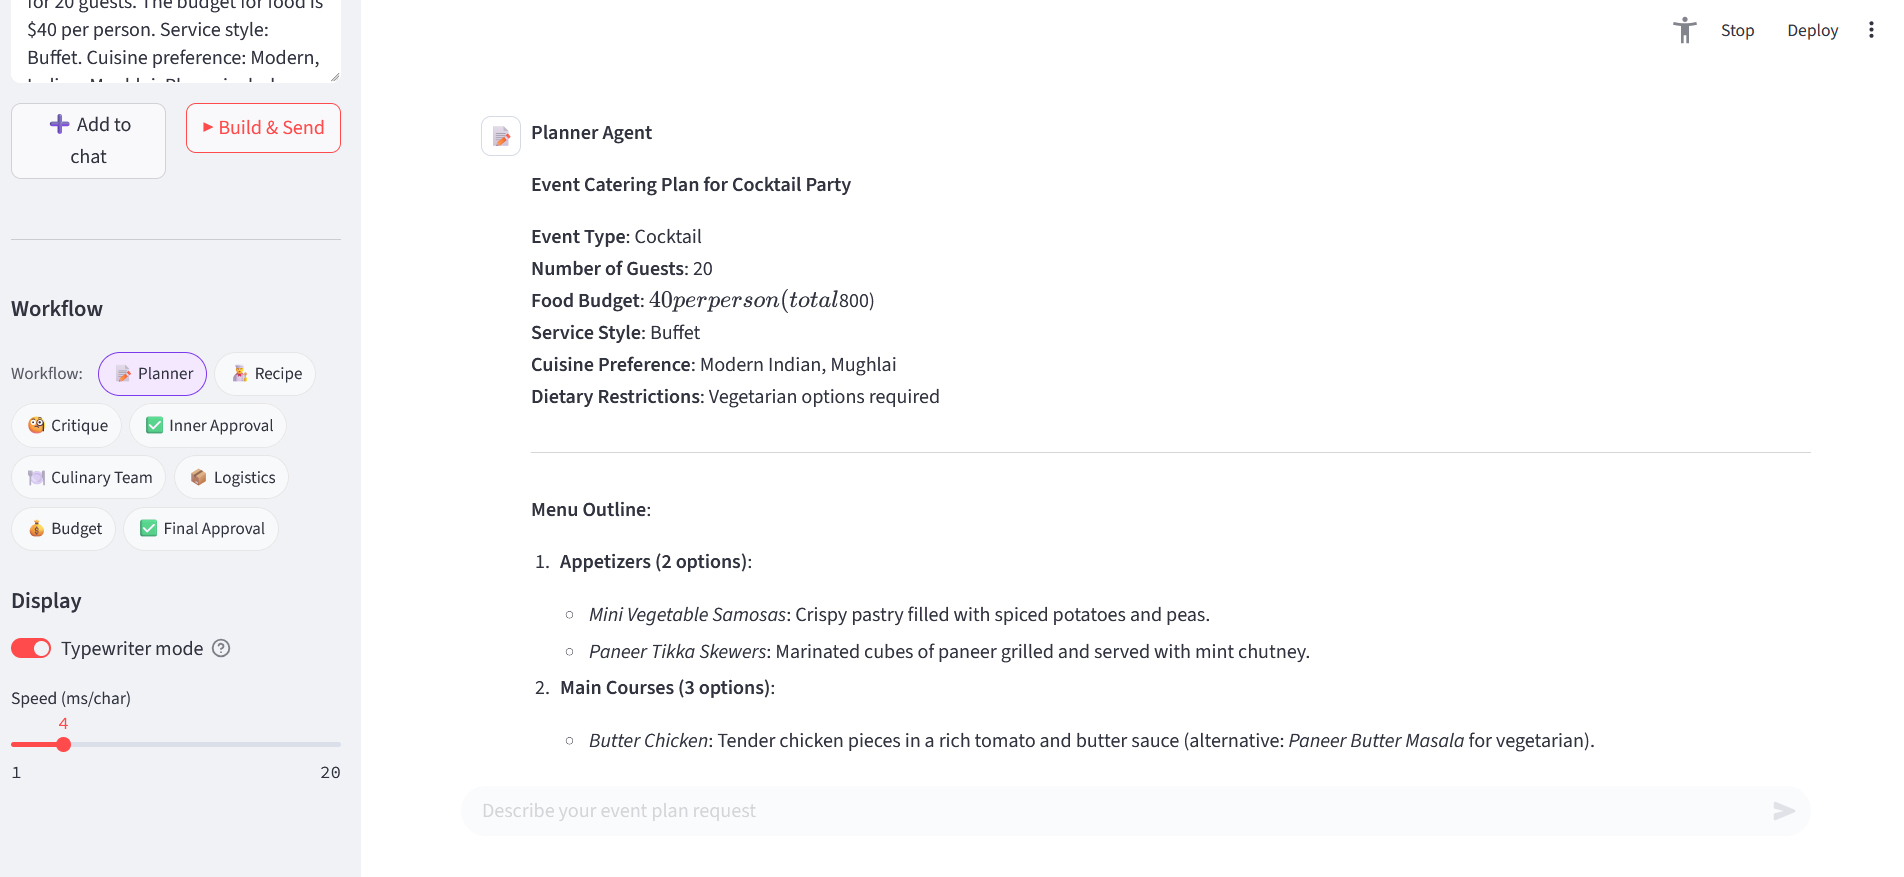 for 20 guests. The budget for food is
$40 per person. Service style:
Buffet. Cuisine preference: Modern,
Add to
chat
▸ Build & Send
Workflow
Workflow:
Planner
Recipe
Critique
Inner Approval
Culinary Team
Logistics
Budget
Final Approval
Display
Typewriter mode
Speed (ms/char)
4
1
20
Stop
Deploy
Planner Agent
Event Catering Plan for Cocktail Party
Event Type: Cocktail
Number of Guests: 20
Food Budget: 40perperson(total800)
Service Style: Buffet
Cuisine Preference: Modern Indian, Mughlai
Dietary Restrictions: Vegetarian options required
Menu Outline:
1. Appetizers (2 options):
Mini Vegetable Samosas: Crispy pastry filled with spiced potatoes and peas.
Paneer Tikka Skewers: Marinated cubes of paneer grilled and served with mint chutney.
2. Main Courses (3 options):
Butter Chicken: Tender chicken pieces in a rich tomato and butter sauce (alternative: Paneer Butter Masala for vegetarian).
Describe your event plan request